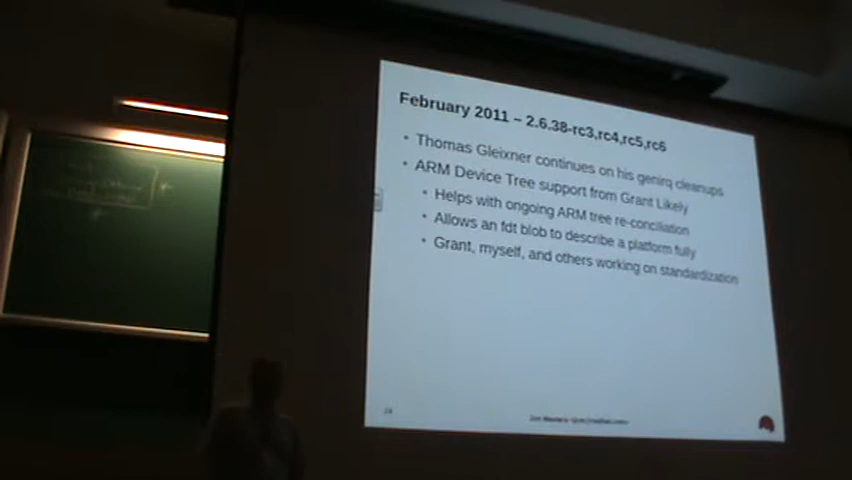 February 2011 – 2.6.38-rc3,rc4,rc5,rc6
• Thomas Gleixner continues on his genirq cleanups
• ARM Device Tree support from Grant Likely
• Helps with ongoing ARM tree re-conciliation
• Allows an fdt blob to describe a platform fully
• Grant, myself, and others working on standardization